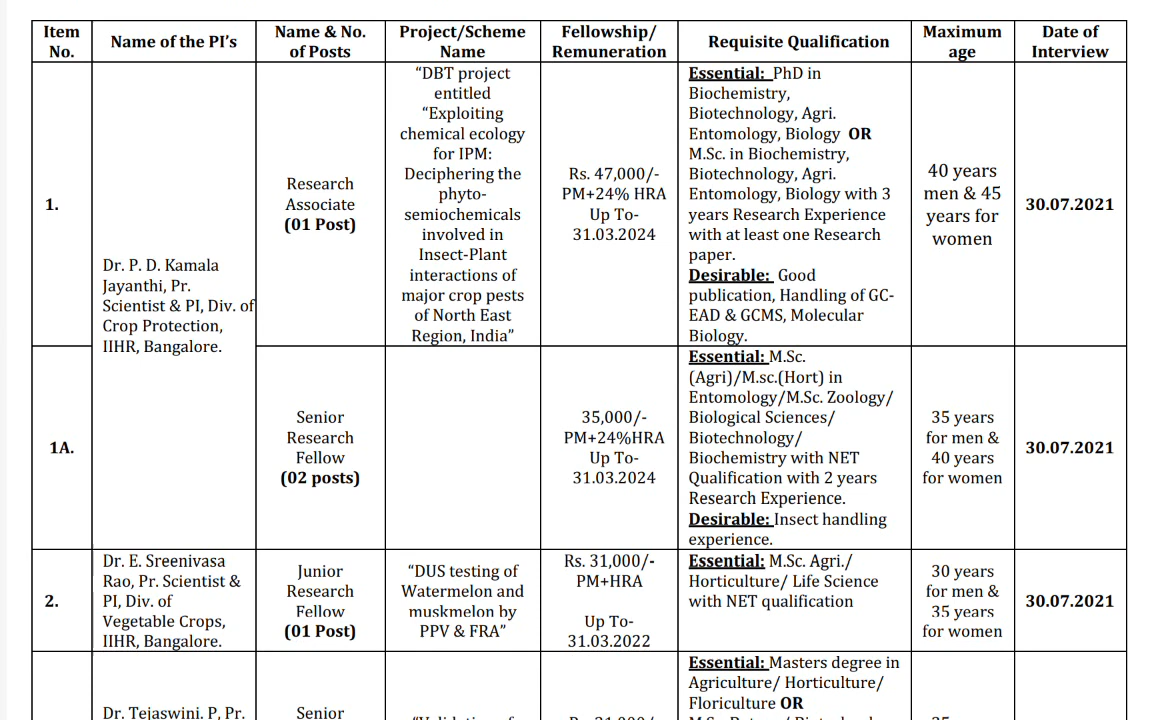 Item No.
Name of the PI's
Name & No. of Posts
Project/Scheme Name
Fellowship/ Remuneration
Requisite Qualification
Maximum age
Date of Interview
1.
Dr. P. D. Kamala
Jayanthi, Pr.
Scientist & PI, Div. of
Crop Protection,
IIHR, Bangalore.
Research
Associate
(01 Post)
“DBT project
entitled
“Exploiting
chemical ecology
for IPM:
Deciphering the
phyto-
semiochemicals
involved in
Insect-Plant
interactions of
major crop pests
of North East
Region, India”
Rs. 47,000/-
PM+24% HRA
Up To-
31.03.2024
Essential: PhD in
Biochemistry,
Biotechnology, Agri.
Entomology, Biology OR
M.Sc. in Biochemistry,
Biotechnology, Agri.
Entomology, Biology with 3
years Research Experience
with at least one Research
paper.
Desirable: Good
publication, Handling of GC-
EAD & GCMS, Molecular
Biology.
40 years
men & 45
years for
women
30.07.2021
1A.
Senior
Research
Fellow
(02 posts)
35,000/-
PM+24%HRA
Up To-
31.03.2024
Essential: M.Sc.
(Agri)/M.sc.(Hort) in
Entomology/M.Sc. Zoology/
Biological Sciences/
Biotechnology/
Biochemistry with NET
Qualification with 2 years
Research Experience.
Desirable: Insect handling
experience.
35 years
for men &
40 years
for women
30.07.2021
2.
Dr. E. Sreenivasa
Rao, Pr. Scientist &
PI, Div. of
Vegetable Crops,
IIHR, Bangalore.
Junior
Research
Fellow
(01 Post)
“DUS testing of
Watermelon and
muskmelon by
PPV & FRA”
Rs. 31,000/-
PM+HRA
Up To-
31.03.2022
Essential: M.Sc. Agri./
Horticulture/ Life Science
with NET qualification
30 years
for men &
35 years
for women
30.07.2021
Dr. Tejaswini. P, Pr.
Senior
Essential: Masters degree in
Agriculture/ Horticulture/
Floriculture OR